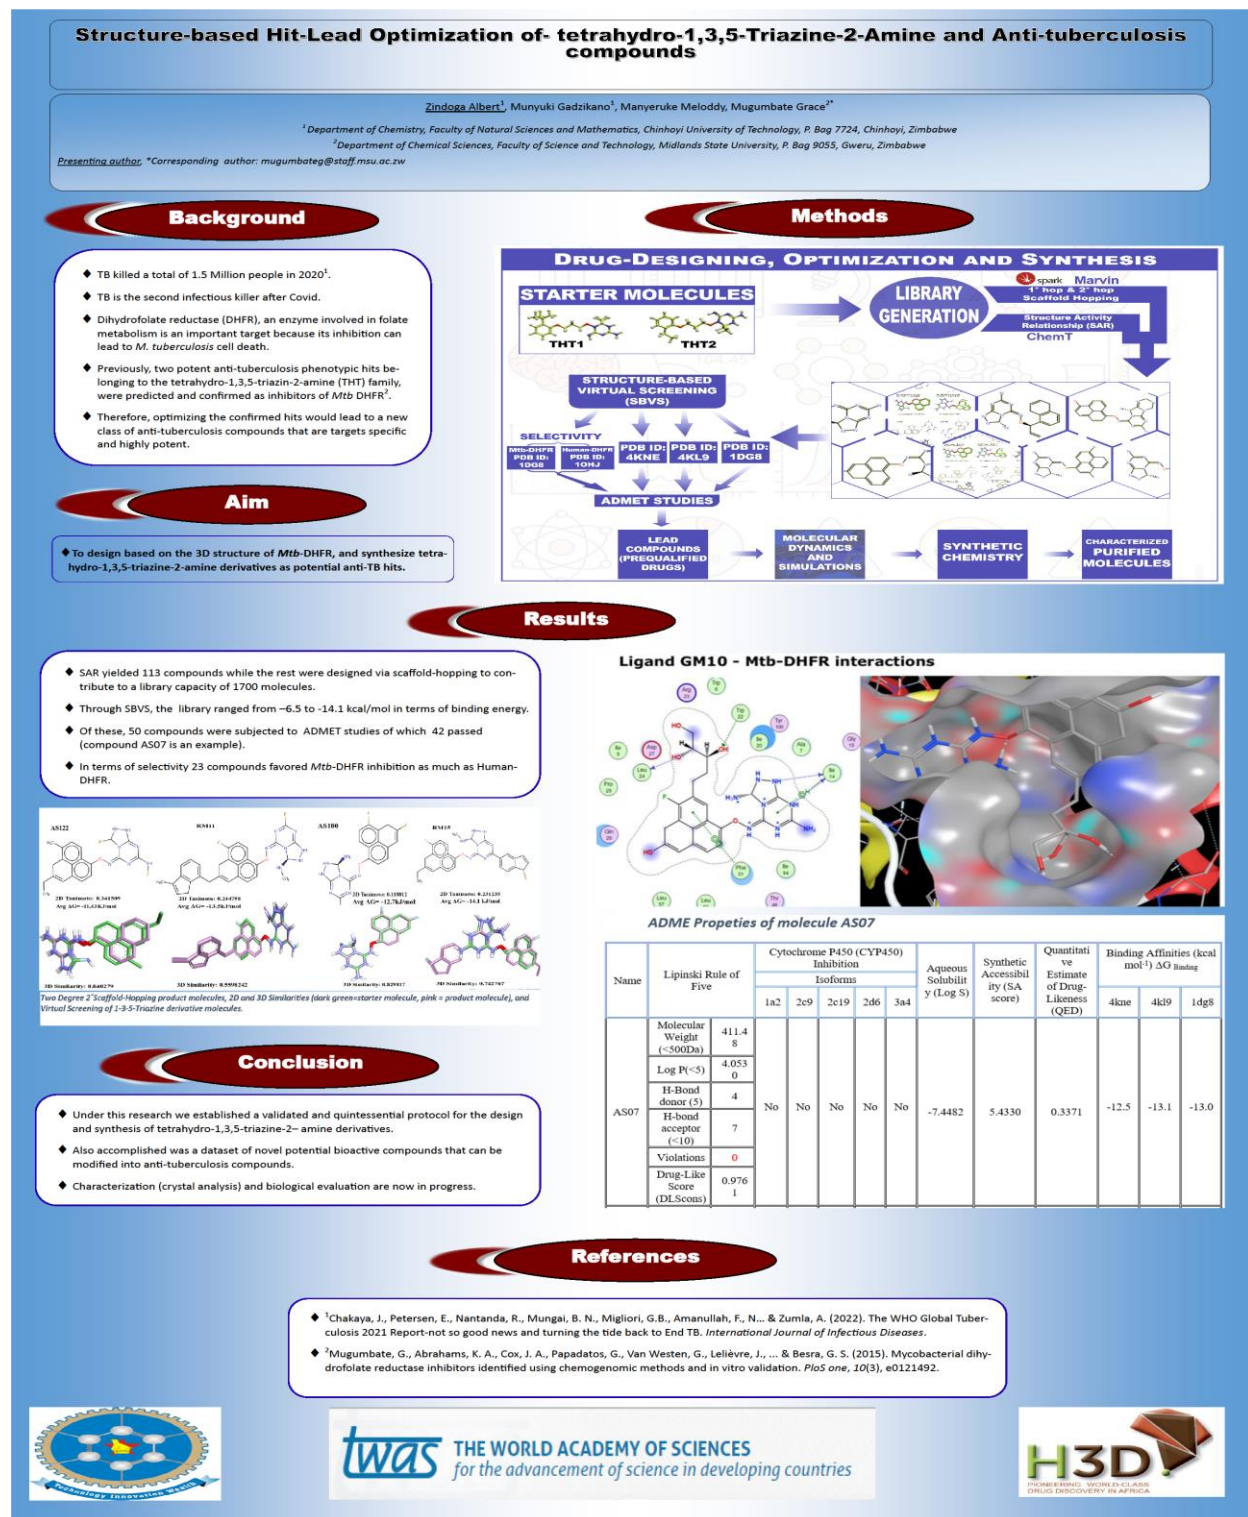 Structure-based Hit-Lead Optimization of- tetrahydro-1,3,5-Triazine-2-Amine and Anti-tuberculosis
compounds
Zindoga Albert1, Munyuki Gadzikano1, Manyeruke Meloddy, Mugumbate Grace2*
1Department of Chemistry, Faculty of Natural Sciences and Mathematics, Chinhoyi University of Technology, P. Bag 7724, Chinhoyi, Zimbabwe
2Department of Chemical Sciences, Faculty of Science and Technology, Midlands State University, P. Bag 9055, Gweru, Zimbabwe
Presenting author, *Corresponding author: mugumbateg@staff.msu.ac.zw
Background
◆ TB killed a total of 1.5 Million people in 20201.
◆ TB is the second infectious killer after Covid.
◆ Dihydrofolate reductase (DHFR), an enzyme involved in folate
metabolism is an important target because its inhibition can
lead to M. tuberculosis cell death.
◆ Previously, two potent anti-tuberculosis phenotypic hits be-
longing to the tetrahydro-1,3,5-triazin-2-amine (THT) family,
were predicted and confirmed as inhibitors of Mtb DHFR2.
◆ Therefore, optimizing the confirmed hits would lead to a new
class of anti-tuberculosis compounds that are targets specific
and highly potent.
Aim
◆ To design based on the 3D structure of Mtb-DHFR, and synthesize tetra-
hydro-1,3,5-triazine-2-amine derivatives as potential anti-TB hits.
Methods
DRUG-DESIGNING, OPTIMIZATION AND SYNTHESIS
STARTER MOLECULES
THT1 THT2
LIBRARY
GENERATION
spark Marvin
1° hop & 2° hop
Scaffold Hopping
Structure Activity
Relationship (SAR)
ChemT
STRUCTURE-BASED
VIRTUAL SCREENING
(SBVS)
SELECTIVITY
Mtb-DHFR
PDB ID:
1DG8
Human-DHFR
PDB ID:
1OHJ
PDB ID:
4KNE
PDB ID:
4KL9
PDB ID:
1DG8
ADMET STUDIES
LEAD
COMPOUNDS
(PREQUALIFIED
DRUGS)
MOLECULAR
DYNAMICS
AND
SIMULATIONS
SYNTHETIC
CHEMISTRY
CHARACTERIZED
PURIFIED
MOLECULES
Results
◆ SAR yielded 113 compounds while the rest were designed via scaffold-hopping to con-
tribute to a library capacity of 1700 molecules.
◆ Through SBVS, the library ranged from –6.5 to -14.1 kcal/mol in terms of binding energy.
◆ Of these, 50 compounds were subjected to ADMET studies of which 42 passed
(compound AS07 is an example).
◆ In terms of selectivity 23 compounds favored Mtb-DHFR inhibition as much as Human-
DHFR.
AS122 RM11 AS180 RM15
2D Tanimoto: 0.341509
3D Similarity: 0.5598242
Two Degree 2°Scaffold-Hopping product molecules, 2D and 3D Similarities (dark green=starter molecule, pink = product molecule), and
Virtual Screening of 1-3-5-Triazine derivative molecules.
Ligand GM10 - Mtb-DHFR interactions
ADME Propeties of molecule AS07
Name
Lipinski Rule of
Five
Cytochrome P450 (CYP450)
Inhibition
Isoforms
1a2 2c9 2c19 2d6 3a4
Aqueous
Solubilit
y (Log S)
Synthetic
Accessibil
ity (SA
score)
Quantitati
ve
Estimate
of Drug-
Likeness
(QED)
Binding Affinities (kcal
mol-1) ΔG Binding
4kne 4kl9 1dg8
AS07
Molecular
Weight
(<500Da)
411.4
8
Log P(<5)
4.053
0
H-Bond
donor (5)
4
H-bond
acceptor
(<10)
7
Violations 0
Drug-Like
Score
(DLScons)
0.976
1
No No No No No
-7.4482 5.4330 0.3371 -12.5 -13.1 -13.0
Conclusion
◆ Under this research we established a validated and quintessential protocol for the design
and synthesis of tetrahydro-1,3,5-triazine-2– amine derivatives.
◆ Also accomplished was a dataset of novel potential bioactive compounds that can be
modified into anti-tuberculosis compounds.
◆ Characterization (crystal analysis) and biological evaluation are now in progress.
References
◆ 1Chakaya, J., Petersen, E., Nantanda, R., Mungai, B. N., Migliori, G.B., Amanullah, F., N... & Zumla, A. (2022). The WHO Global Tuber-
culosis 2021 Report-not so good news and turning the tide back to End TB. International Journal of Infectious Diseases.
◆ 2Mugumbate, G., Abrahams, K. A., Cox, J. A., Papadatos, G., Van Westen, G., Lelièvre, J., ... & Besra, G. S. (2015). Mycobacterial dihy-
drofolate reductase inhibitors identified using chemogenomic methods and in vitro validation. PloS one, 10(3), e0121492.
Technology Innovation Wealth
twas
THE WORLD ACADEMY OF SCIENCES
for the advancement of science in developing countries
H3D
PIONEERING WORLD-CLASS
DRUG DISCOVERY IN AFRICA